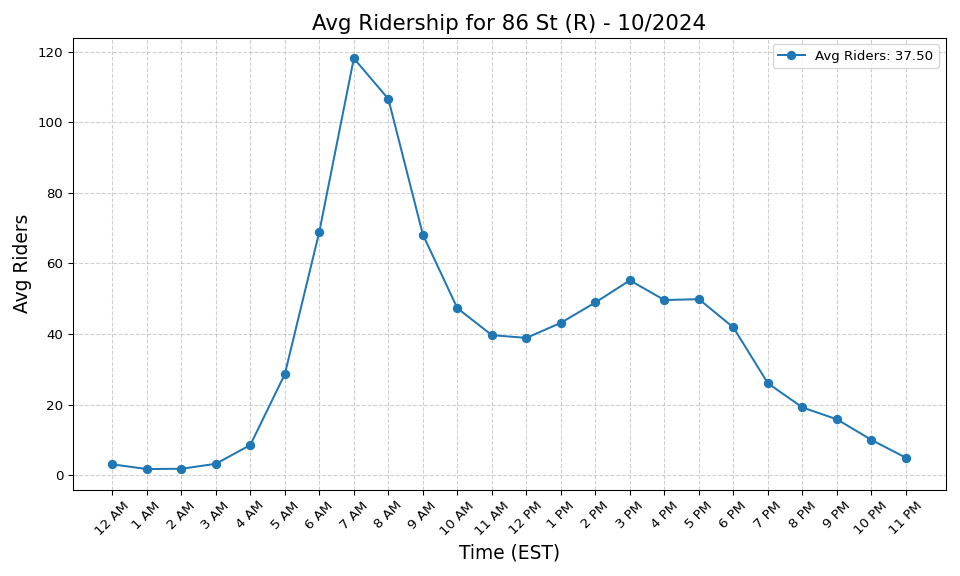 Avg Ridership for 86 St (R) - 10/2024
Avg Riders: 37.50
Avg Riders
120
100
80
60
40
20
0
12 AM
1 AM
2 AM
3 AM
4 AM
5 AM
6 AM
7 AM
8 AM
9 AM
10 AM
11 AM
12 PM
1 PM
2 PM
3 PM
4 PM
5 PM
6 PM
7 PM
8 PM
9 PM
10 PM
11 PM
Time (EST)